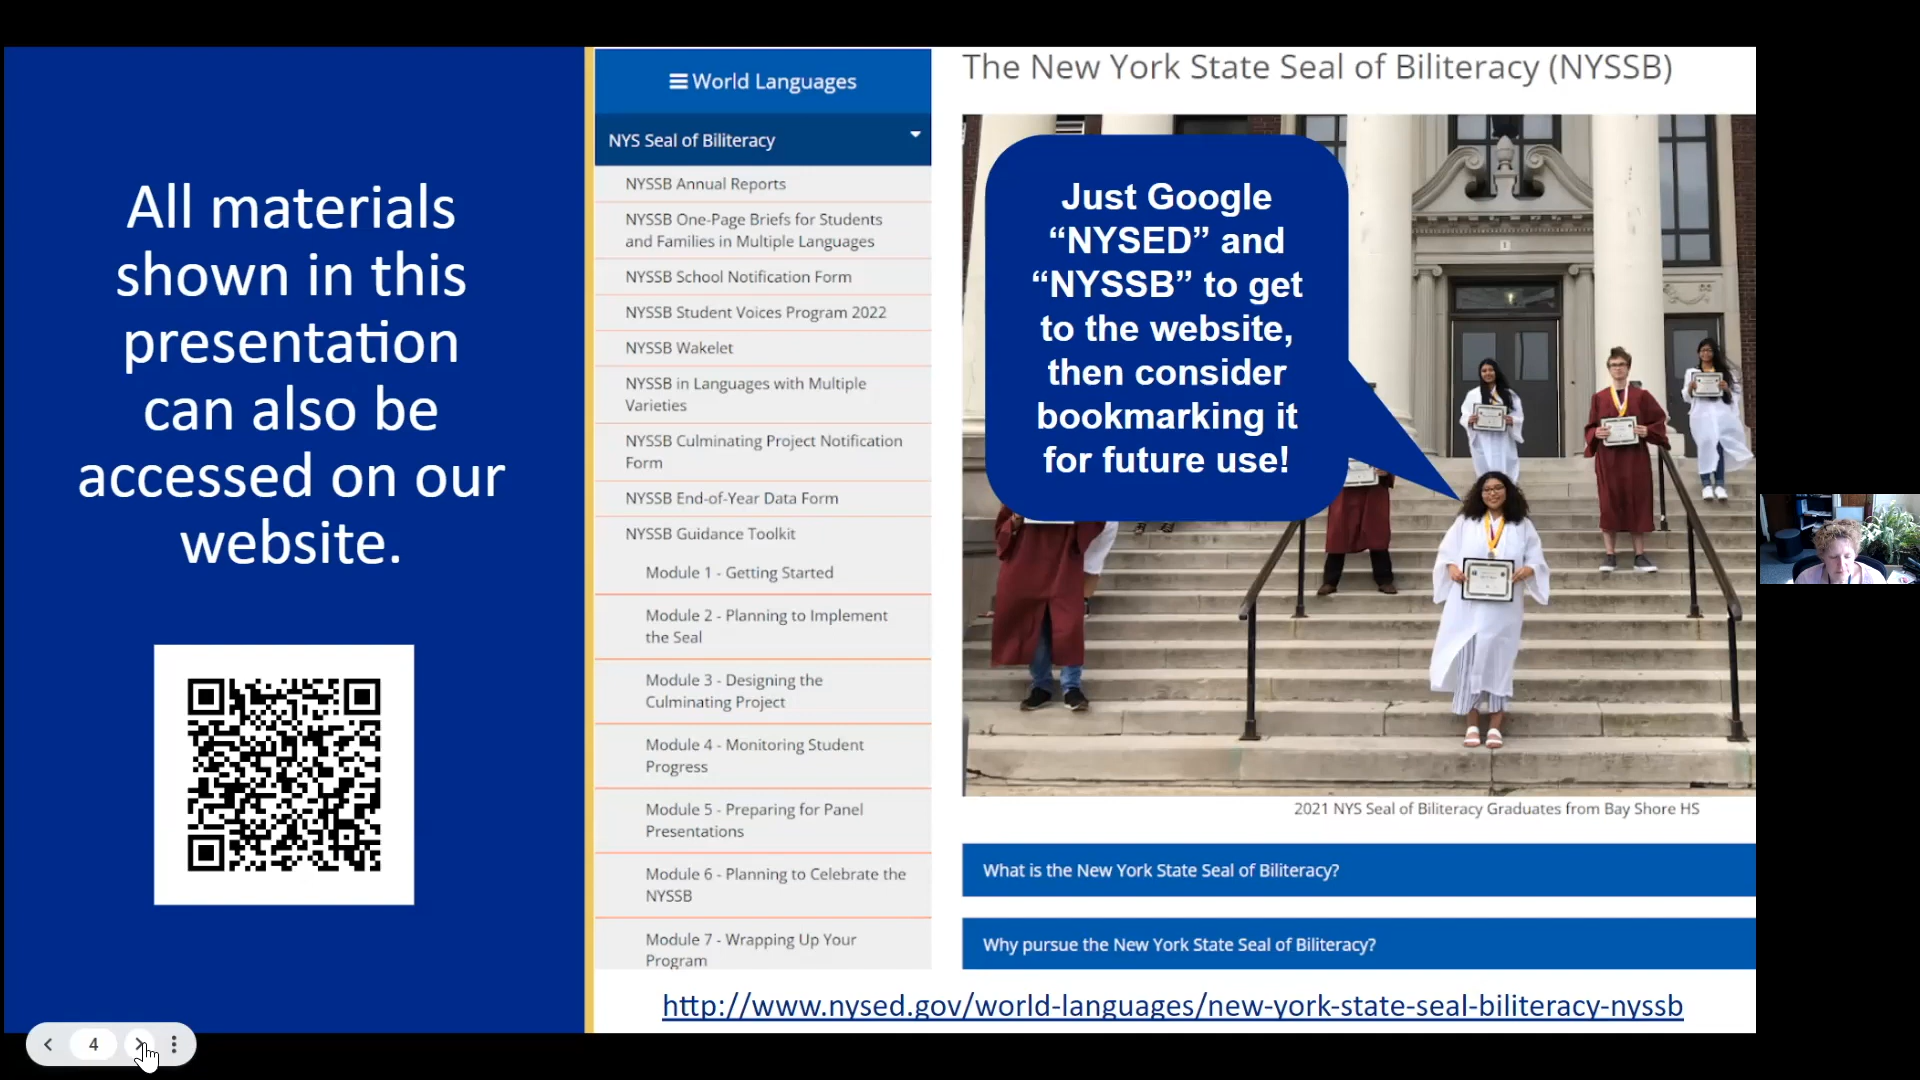 All materials
shown in this
presentation
can also be
accessed on our
website.
World Languages
NYS Seal of Biliteracy
NYSSB Annual Reports
NYSSB One-Page Briefs for Students
and Families in Multiple Languages
NYSSB School Notification Form
NYSSB Student Voices Program 2022
NYSSB Wakelet
NYSSB in Languages with Multiple
Varieties
NYSSB Culminating Project Notification
Form
NYSSB End-of-Year Data Form
NYSSB Guidance Toolkit
Module 1 - Getting Started
Module 2 - Planning to Implement
the Seal
Module 3 - Designing the
Culminating Project
Module 4 - Monitoring Student
Progress
Module 5 - Preparing for Panel
Presentations
Module 6 - Planning to Celebrate the
NYSSB
Module 7 - Wrapping Up Your
Program
The New York State Seal of Biliteracy (NYSSB)
Just Google
“NYSED” and
“NYSSB” to get
to the website,
then consider
bookmarking it
for future use!
1
2021 NYS Seal of Biliteracy Graduates from Bay Shore HS
What is the New York State Seal of Biliteracy?
Why pursue the New York State Seal of Biliteracy?
http://www.nysed.gov/world-languages/new-york-state-seal-biliteracy-nyssb
4